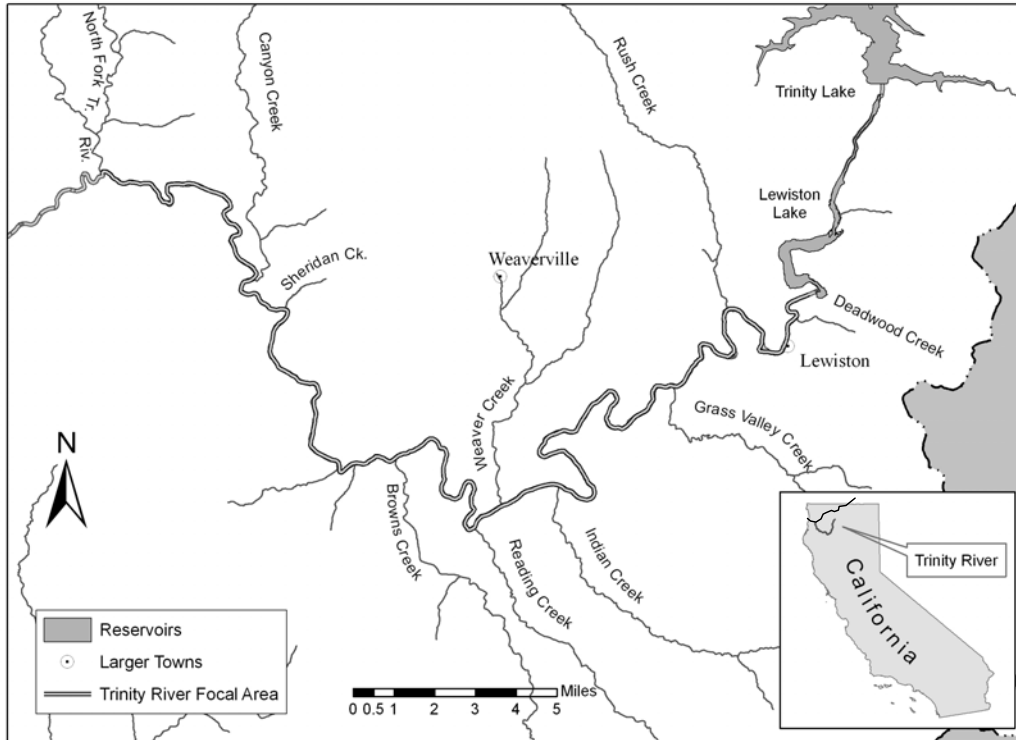 North Fork Tr.
Riv.
Canyon Creek
Rush Creek
Trinity Lake
Lewiston
Lake
Sheridan Ck.
Weaverville
Deadwood Creek
Lewiston
Weaver Creek
Grass Valley Creek
Browns Creek
Reading Creek
Indian Creek
N
Reservoirs
Larger Towns
Trinity River Focal Area
Miles
0 0.5 1 2 3 4 5
Trinity River
California